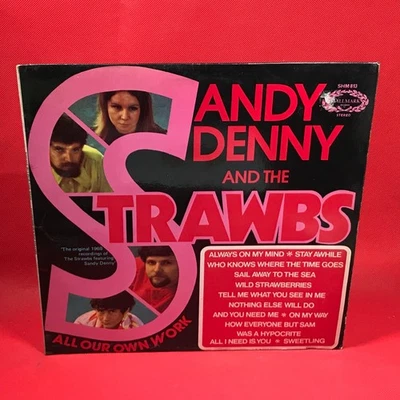 SHM 813
HALLMARK
STEREO
SANDY
DENNY
AND THE
STRAWBS
"The original 1968
recordings of
The Strawbs featuring
Sandy Denny"
ALL OUR OWN WORK
ALWAYS ON MY MIND * STAY AWHILE
WHO KNOWS WHERE THE TIME GOES
SAIL AWAY TO THE SEA
WILD STRAWBERRIES
TELL ME WHAT YOU SEE IN ME
NOTHING ELSE WILL DO
AND YOU NEED ME * ON MY WAY
HOW EVERYONE BUT SAM
WAS A HYPOCRITE
ALL I NEED IS YOU * SWEETLING